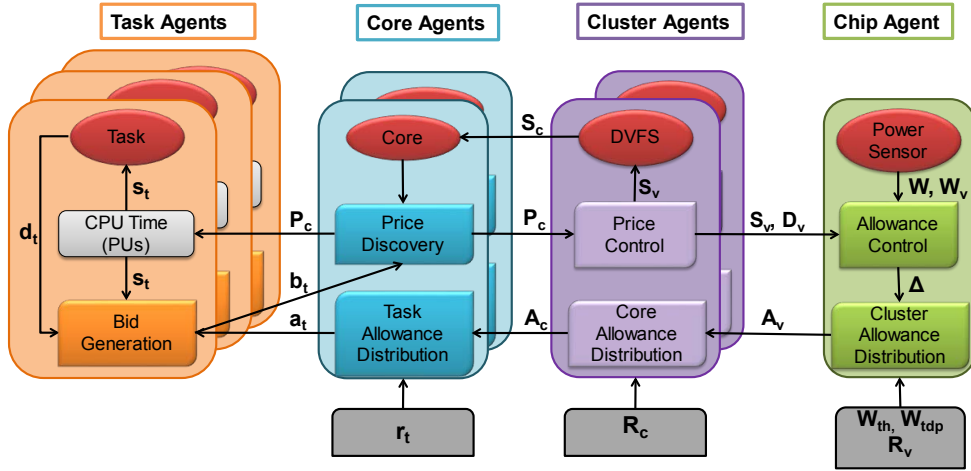 Task Agents
Core Agents
Cluster Agents
Chip Agent
Task
Core
S_c
DVFS
Power
Sensor
s_t
S_v
W, W_v
d_t
CPU Time
(PUs)
P_c
Price
Discovery
P_c
Price
Control
S_v, D_v
Allowance
Control
s_t
b_t
Δ
Bid
Generation
a_t
Task
Allowance
Distribution
A_c
Core
Allowance
Distribution
A_v
Cluster
Allowance
Distribution
r_t
R_c
W_th, W_tdp
R_v